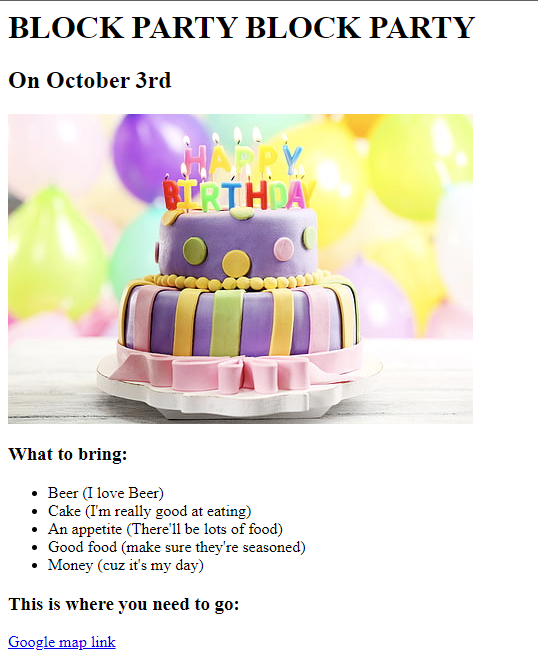 BLOCK PARTY BLOCK PARTY
On October 3rd
HAPPY
BIRTHDAY
What to bring:
Beer (I love Beer)
Cake (I'm really good at eating)
An appetite (There'll be lots of food)
Good food (make sure they're seasoned)
Money (cuz it's my day)
This is where you need to go:
Google map link